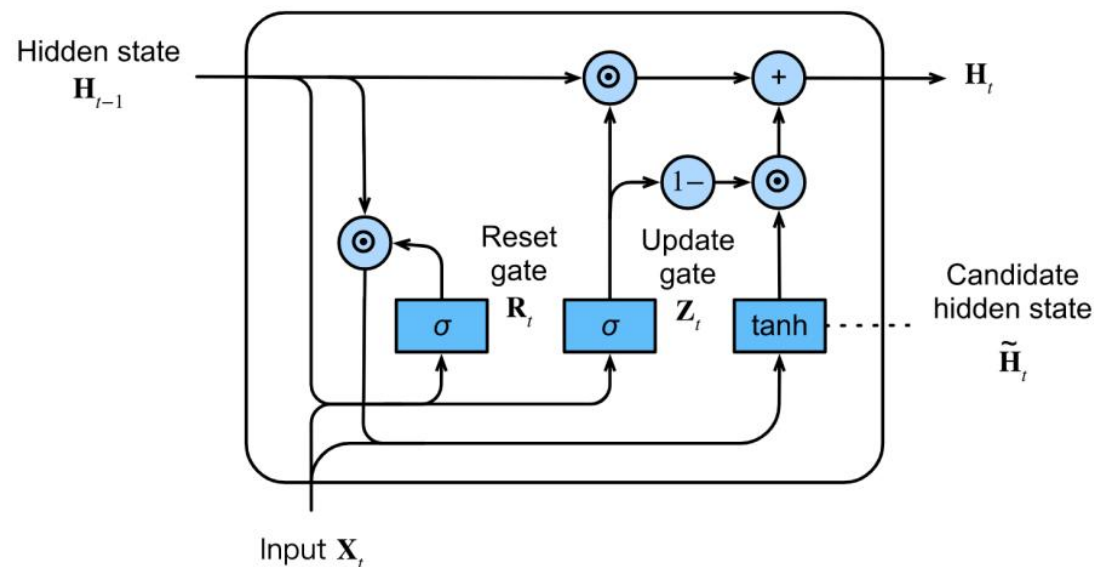 Hidden state
H_{t−1}
⊙
+
H_t
1−
⊙
⊙
Reset
gate
R_t
Update
gate
Z_t
σ
σ
tanh
Candidate
hidden state
H̃_t
Input X_t